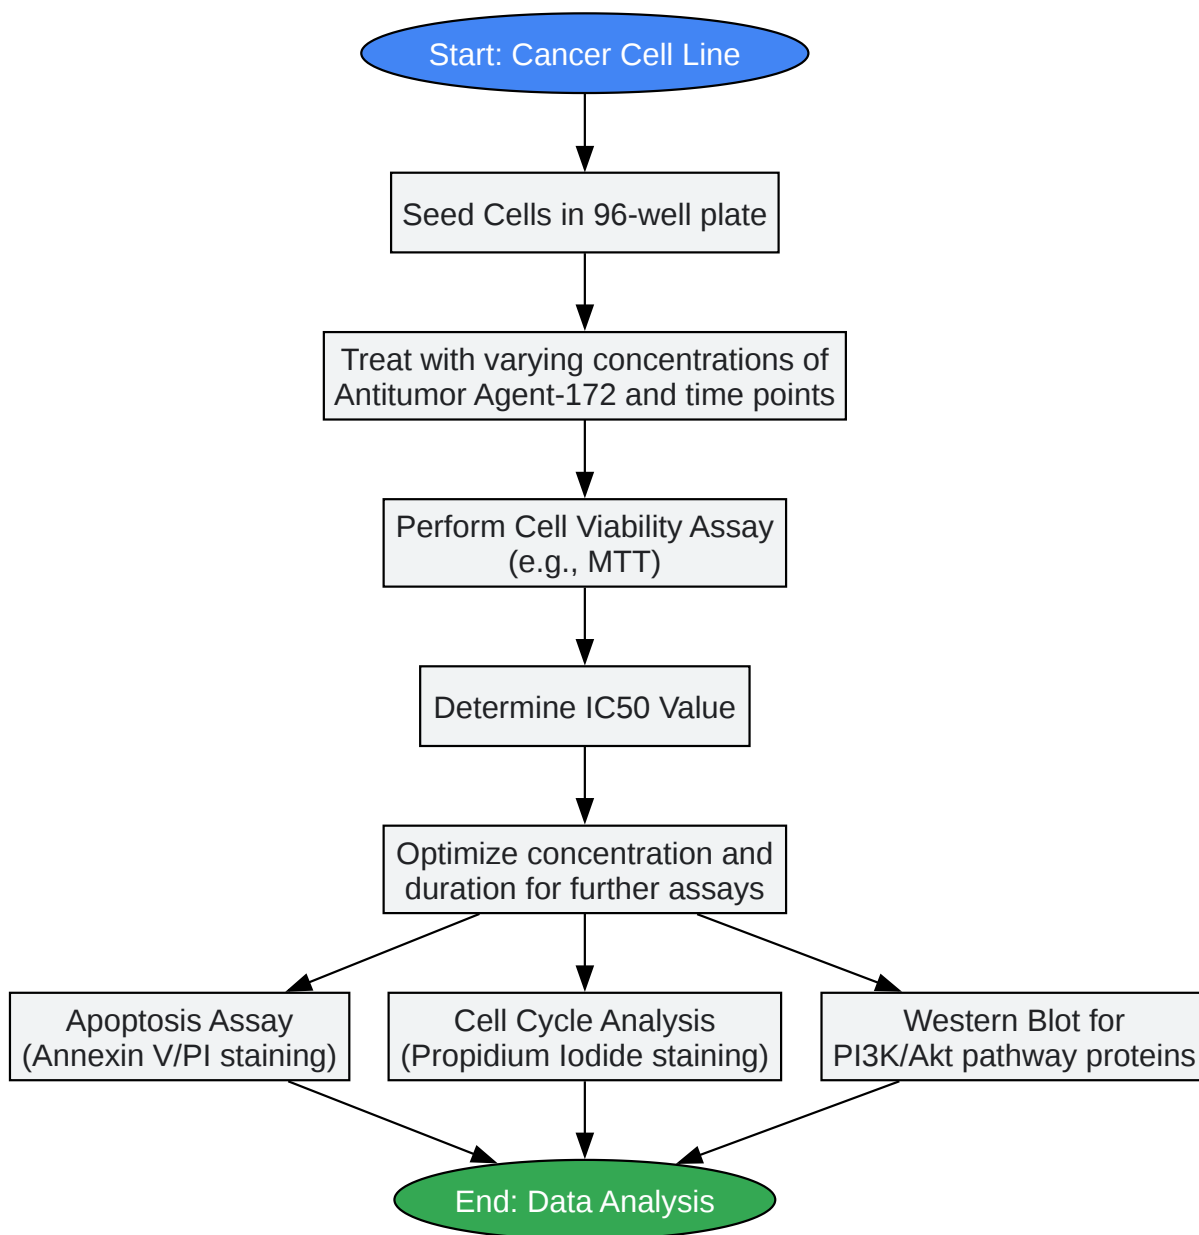 Start: Cancer Cell Line
Seed Cells in 96-well plate
Treat with varying concentrations of
Antitumor Agent-172 and time points
Perform Cell Viability Assay
(e.g., MTT)
Determine IC50 Value
Optimize concentration and
duration for further assays
Apoptosis Assay
(Annexin V/PI staining)
Cell Cycle Analysis
(Propidium Iodide staining)
Western Blot for
PI3K/Akt pathway proteins
End: Data Analysis